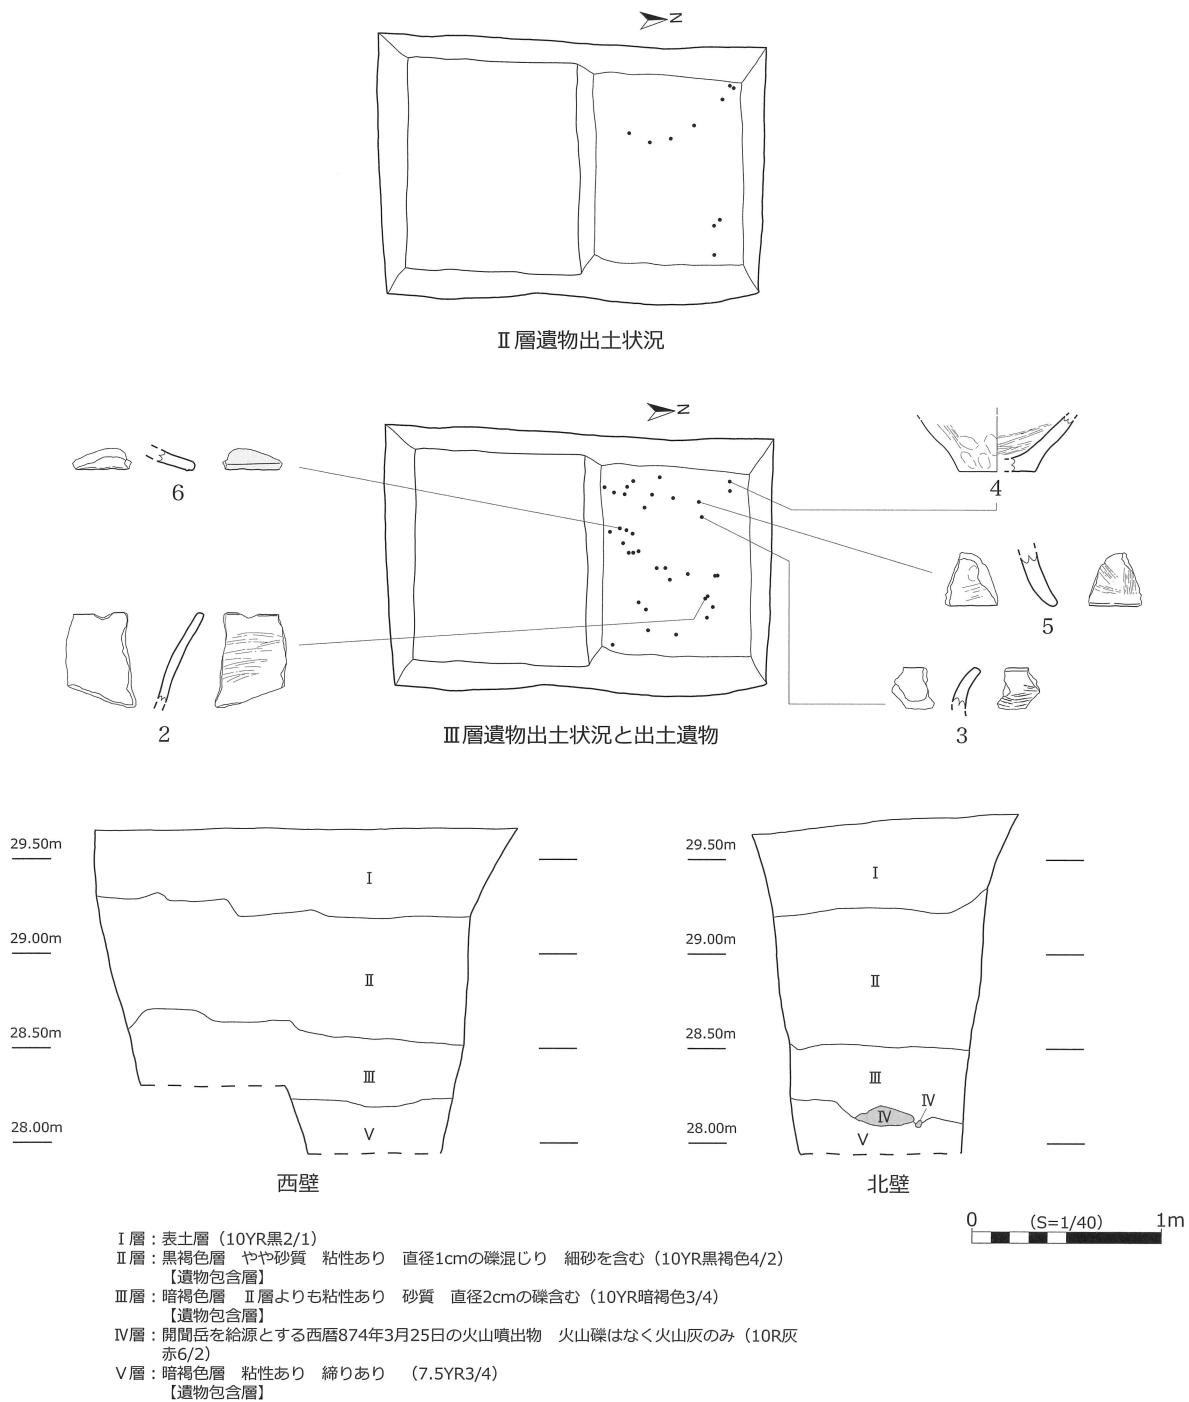 N
Ⅱ層遺物出土状況
N
6
4
5
2
3
Ⅲ層遺物出土状況と出土遺物
29.50m
29.00m
28.50m
28.00m
Ⅰ
Ⅱ
Ⅲ
Ⅴ
西壁
29.50m
29.00m
28.50m
28.00m
Ⅰ
Ⅱ
Ⅲ
Ⅳ
Ⅳ
Ⅴ
北壁
0 (S=1/40) 1m
Ⅰ層：表土層（10YR黒2/1）
Ⅱ層：黒褐色層　やや砂質　粘性あり　直径1cmの礫混じり　細砂を含む（10YR黒褐色4/2）
【遺物包含層】
Ⅲ層：暗褐色層　Ⅱ層よりも粘性あり　砂質　直径2cmの礫含む（10YR暗褐色3/4）
【遺物包含層】
Ⅳ層：開聞岳を給源とする西暦874年3月25日の火山噴出物　火山礫はなく火山灰のみ（10R灰
赤6/2）
Ⅴ層：暗褐色層　粘性あり　締りあり　（7.5YR3/4）
【遺物包含層】